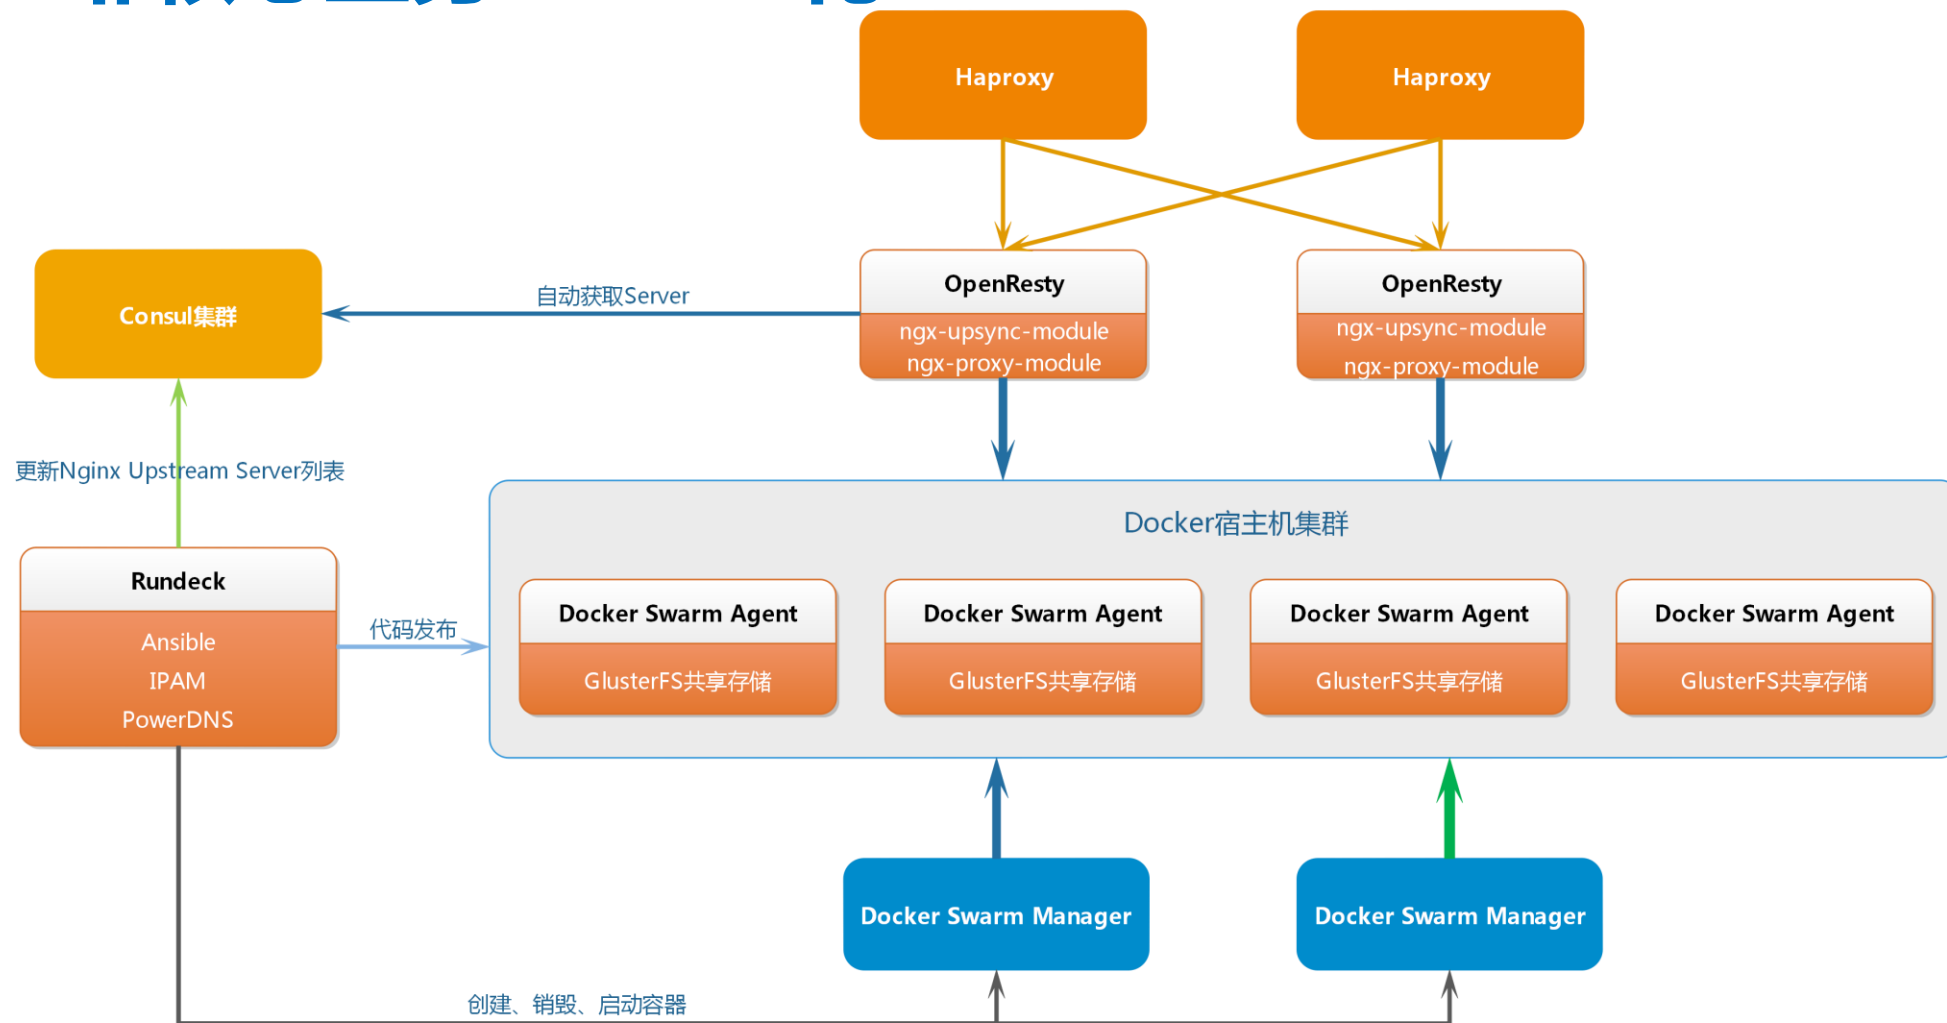 Haproxy
Haproxy
OpenResty
ngx-upsync-module
ngx-proxy-module
OpenResty
ngx-upsync-module
ngx-proxy-module
自动获取Server
Consul集群
更新Nginx Upstream Server列表
Docker宿主机集群
Rundeck
Ansible
IPAM
PowerDNS
代码发布
Docker Swarm Agent
GlusterFS共享存储
Docker Swarm Agent
GlusterFS共享存储
Docker Swarm Agent
GlusterFS共享存储
Docker Swarm Agent
GlusterFS共享存储
Docker Swarm Manager
Docker Swarm Manager
创建、销毁、启动容器